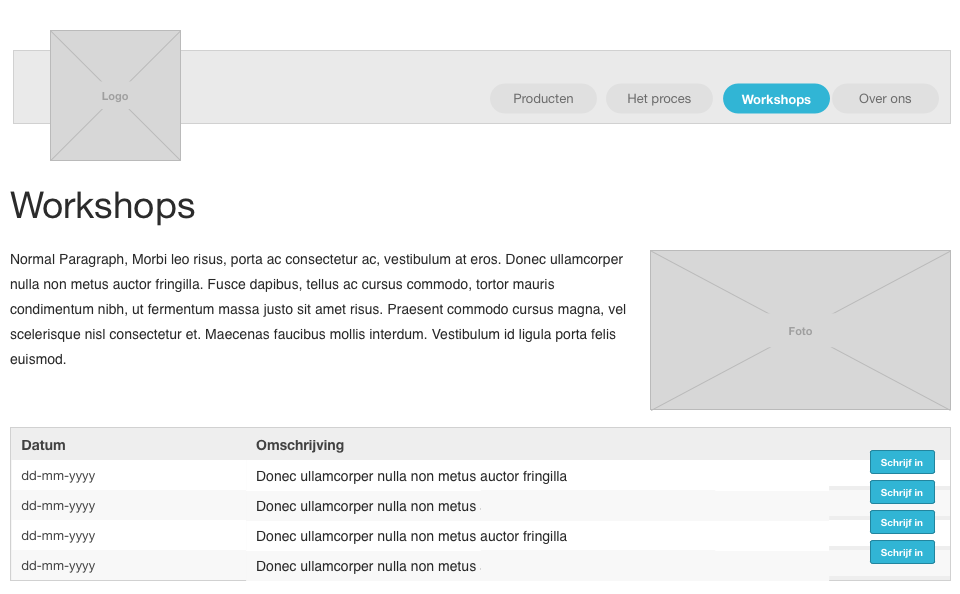 Logo
Producten Het proces Workshops Over ons
Workshops
Normal Paragraph, Morbi leo risus, porta ac consectetur ac, vestibulum at eros. Donec ullamcorper
nulla non metus auctor fringilla. Fusce dapibus, tellus ac cursus commodo, tortor mauris
condimentum nibh, ut fermentum massa justo sit amet risus. Praesent commodo cursus magna, vel
scelerisque nisl consectetur et. Maecenas faucibus mollis interdum. Vestibulum id ligula porta felis
euismod.
Foto
Datum Omschrijving
dd-mm-yyyy Donec ullamcorper nulla non metus auctor fringilla Schrijf in
dd-mm-yyyy Donec ullamcorper nulla non metus Schrijf in
dd-mm-yyyy Donec ullamcorper nulla non metus auctor fringilla Schrijf in
dd-mm-yyyy Donec ullamcorper nulla non metus Schrijf in